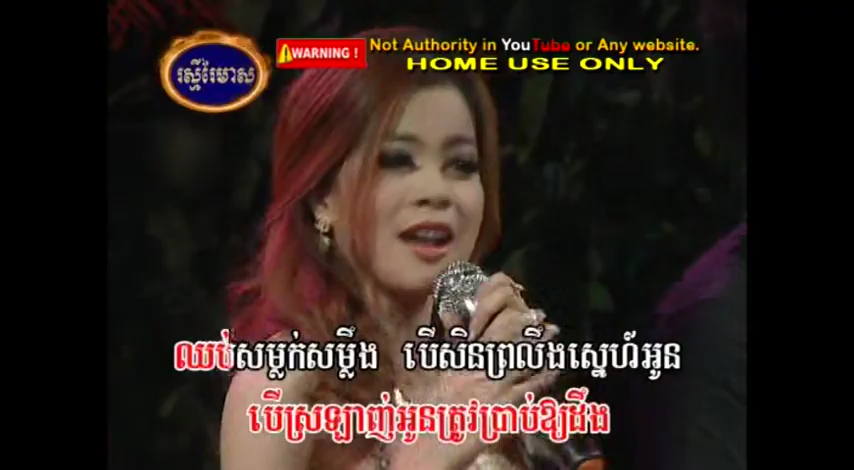 រស្មីរៃមាស
WARNING !
Not Authority in YouTube or Any website.
HOME USE ONLY
ឈប់សម្លក់សម្លឹង បើសិនព្រលឹងស្នេហ៍អូន
បើស្រឡាញ់អូនត្រូវប្រាប់ឱ្យដឹង